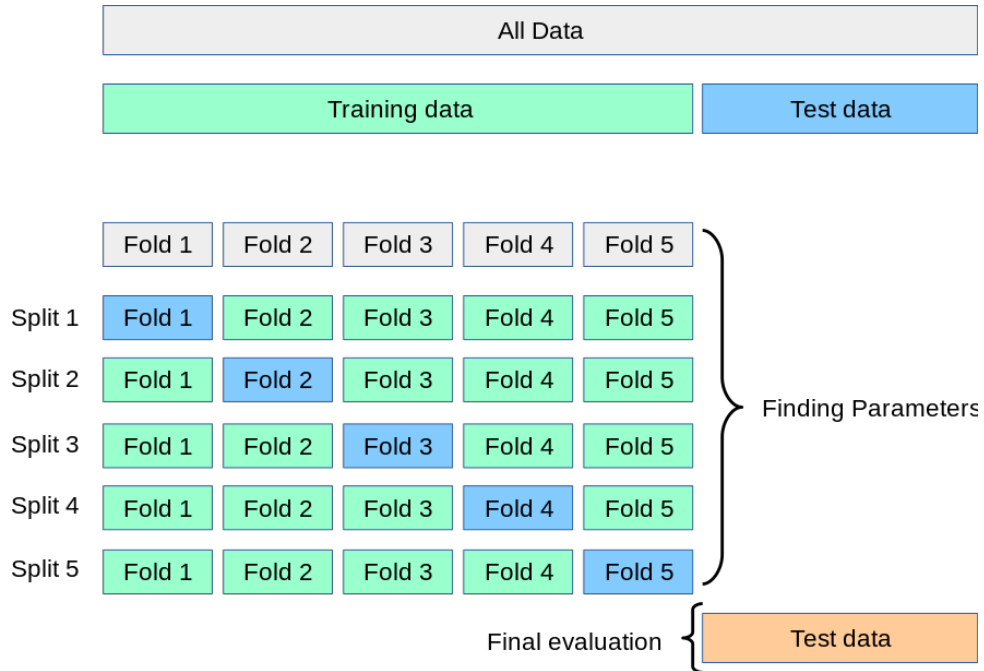 All Data
Training data Test data
Fold 1 Fold 2 Fold 3 Fold 4 Fold 5
Split 1 Fold 1 Fold 2 Fold 3 Fold 4 Fold 5
Split 2 Fold 1 Fold 2 Fold 3 Fold 4 Fold 5
Finding Parameters
Split 3 Fold 1 Fold 2 Fold 3 Fold 4 Fold 5
Split 4 Fold 1 Fold 2 Fold 3 Fold 4 Fold 5
Split 5 Fold 1 Fold 2 Fold 3 Fold 4 Fold 5
Final evaluation Test data